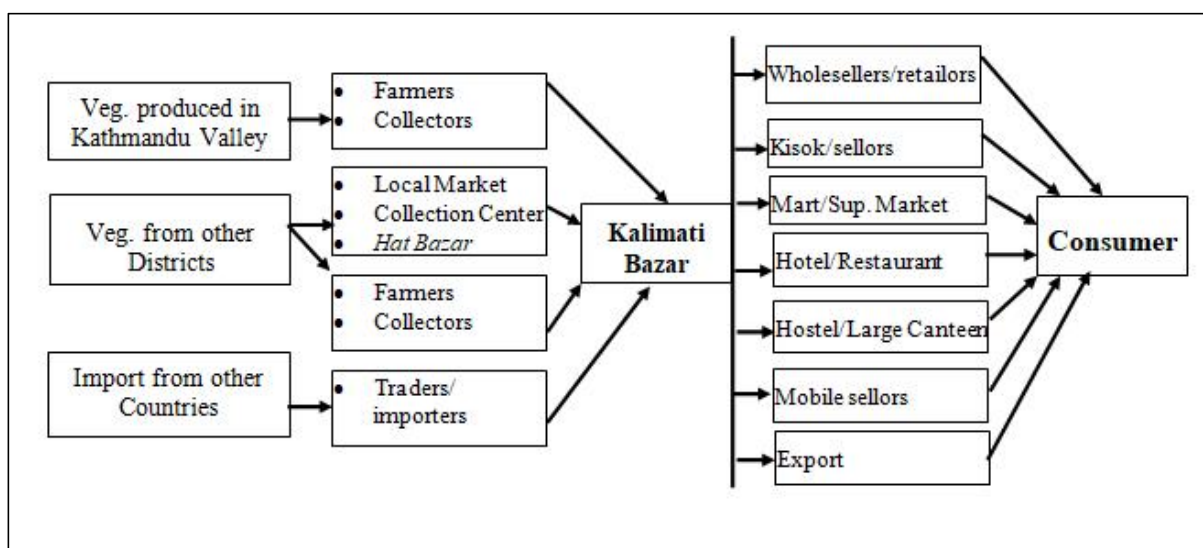 Veg. produced in
Kathmandu Valley
Veg. from other
Districts
Import from other
Countries
• Farmers
• Collectors
• Local Market
• Collection Center
• Hat Bazar
• Farmers
• Collectors
• Traders/
importers
Kalimati
Bazar
Wholesellers/retailors
Kisok/sellors
Mart/Sup. Market
Hotel/Restaurant
Hostel/Large Canteen
Mobile sellors
Export
Consumer